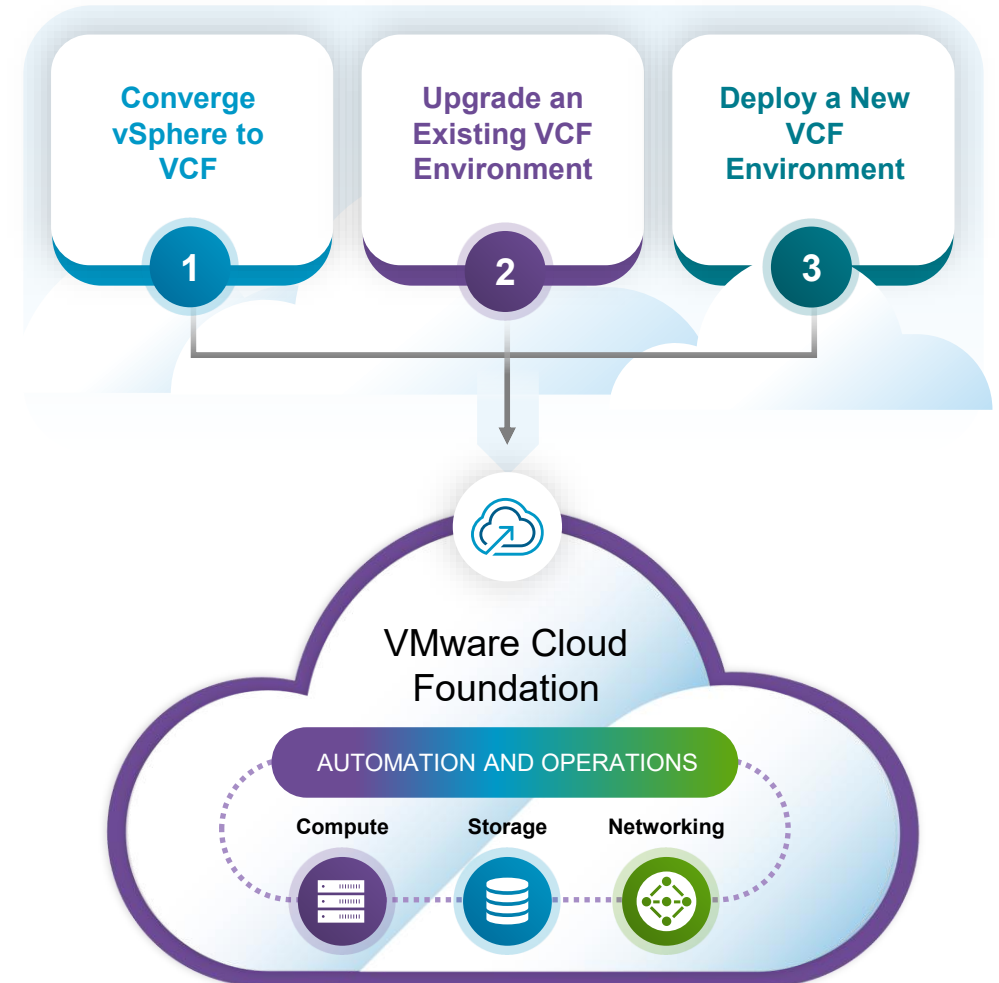 Converge
vSphere to
VCF
1
Upgrade an
Existing VCF
Environment
2
Deploy a New
VCF
Environment
3
VMware Cloud
Foundation
AUTOMATION AND OPERATIONS
Compute
Storage
Networking